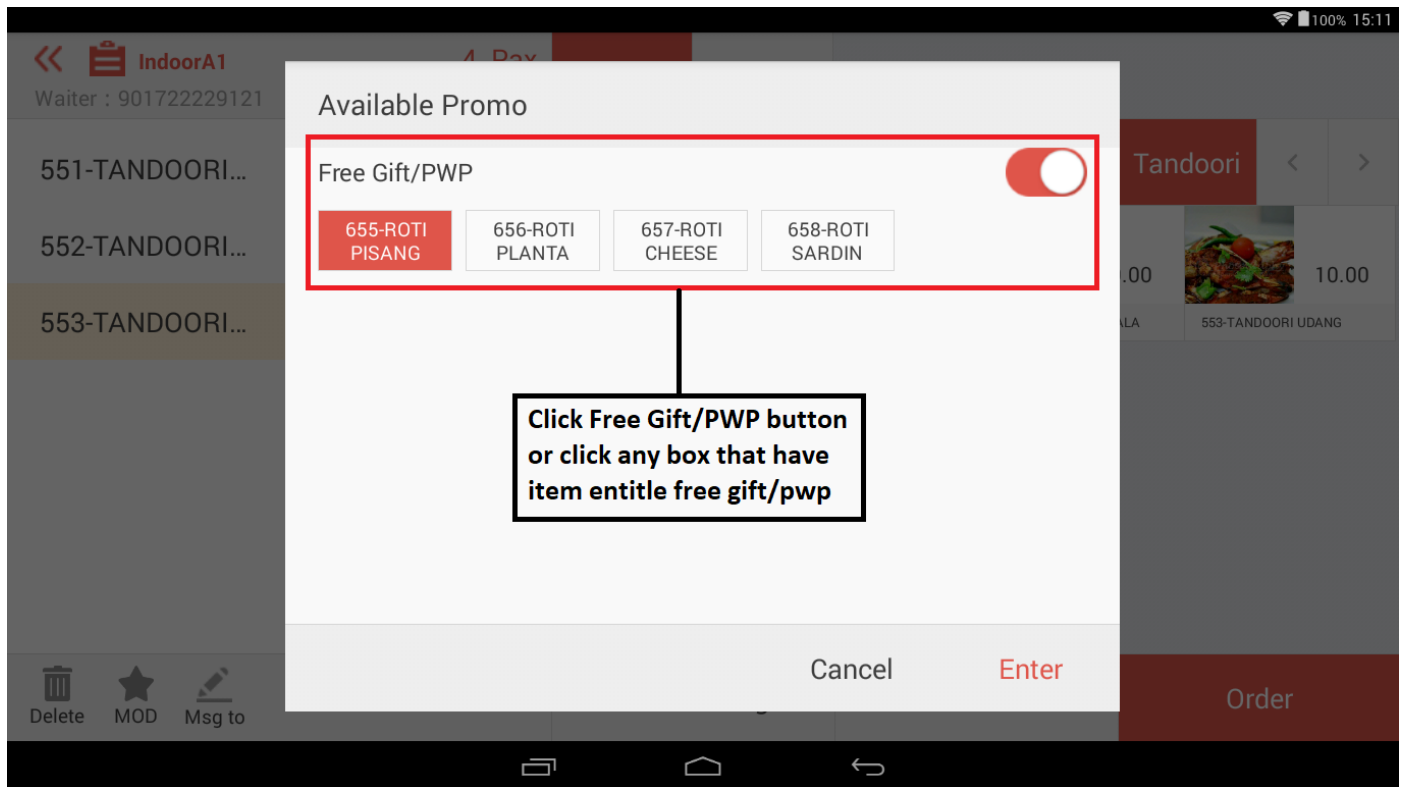 100% 15:11
IndoorA1
4 Pax
Waiter : 901722229121
Available Promo
551-TANDOORI...
552-TANDOORI...
553-TANDOORI...
Free Gift/PWP
655-ROTI
PISANG
656-ROTI
PLANTA
657-ROTI
CHEESE
658-ROTI
SARDIN
Tandoori
.00
10.00
553-TANDOORI UDANG
Click Free Gift/PWP button
or click any box that have
item entitle free gift/pwp
Cancel
Enter
Delete
MOD
Msg to
Order